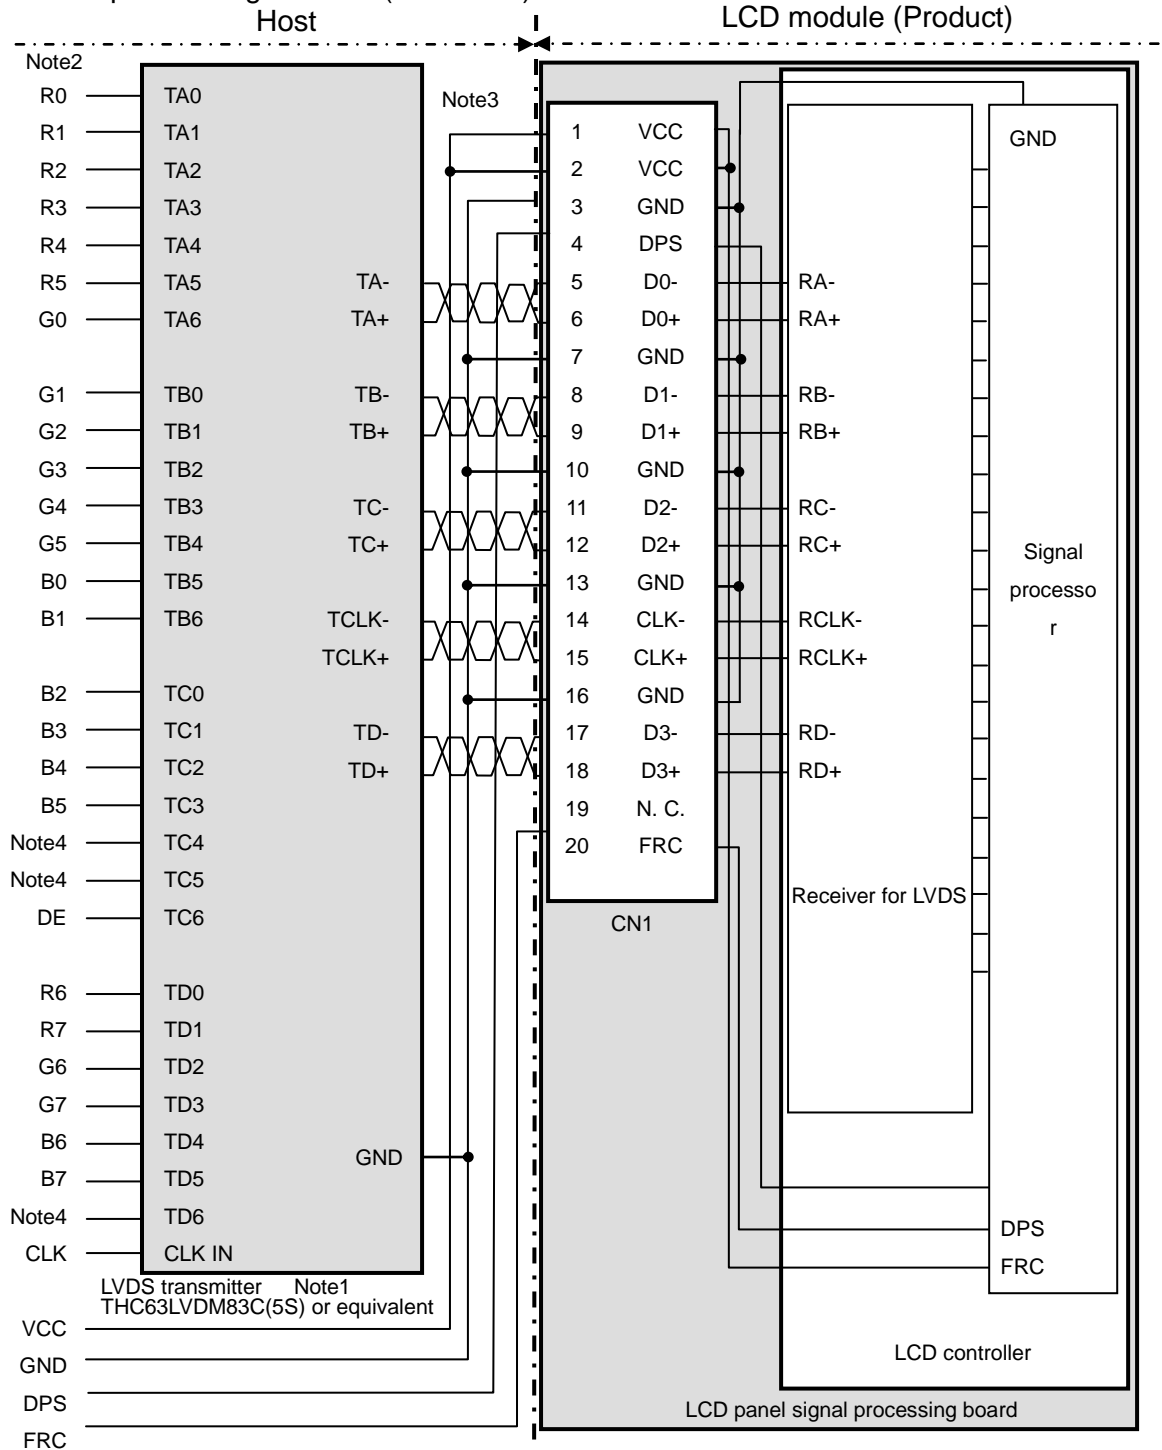 Host
LCD module (Product)
Note2
R0 TA0
R1 TA1
R2 TA2
R3 TA3
R4 TA4
R5 TA5 TA-
G0 TA6 TA+
G1 TB0 TB-
G2 TB1 TB+
G3 TB2
G4 TB3 TC-
G5 TB4 TC+
B0 TB5
B1 TB6 TCLK-
TCLK+
B2 TC0
B3 TC1 TD-
B4 TC2 TD+
B5 TC3
Note4 TC4
Note4 TC5
DE TC6
R6 TD0
R7 TD1
G6 TD2
G7 TD3
B6 TD4
GND
B7 TD5
Note4 TD6
CLK CLK IN
LVDS transmitter Note1
THC63LVDM83C(5S) or equivalent
VCC
GND
DPS
FRC
Note3
1 VCC
2 VCC
3 GND
4 DPS
5 D0- RA-
6 D0+ RA+
7 GND
8 D1- RB-
9 D1+ RB+
10 GND
11 D2- RC-
12 D2+ RC+
13 GND
14 CLK- RCLK-
15 CLK+ RCLK+
16 GND
17 D3- RD-
18 D3+ RD+
19 N. C.
20 FRC
CN1
Receiver for LVDS
GND
Signal
processo
r
DPS
FRC
LCD controller
LCD panel signal processing board